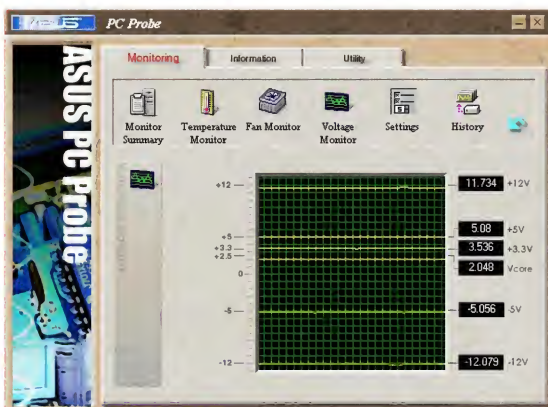 ASUS
PC Probe
ASUS PC Probe
Monitoring
Information
Utility
Monitor Summary
Temperature Monitor
Fan Monitor
Voltage Monitor
Settings
History
+12
11.734
+12V
+5
5.08
+5V
+3.3
3.536
+3.3V
+2.5
2.048
Vcore
0
-5
-5.056
-5V
-12
-12.079
-12V